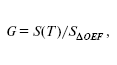 G = S(T)/S_{ΔOEF},